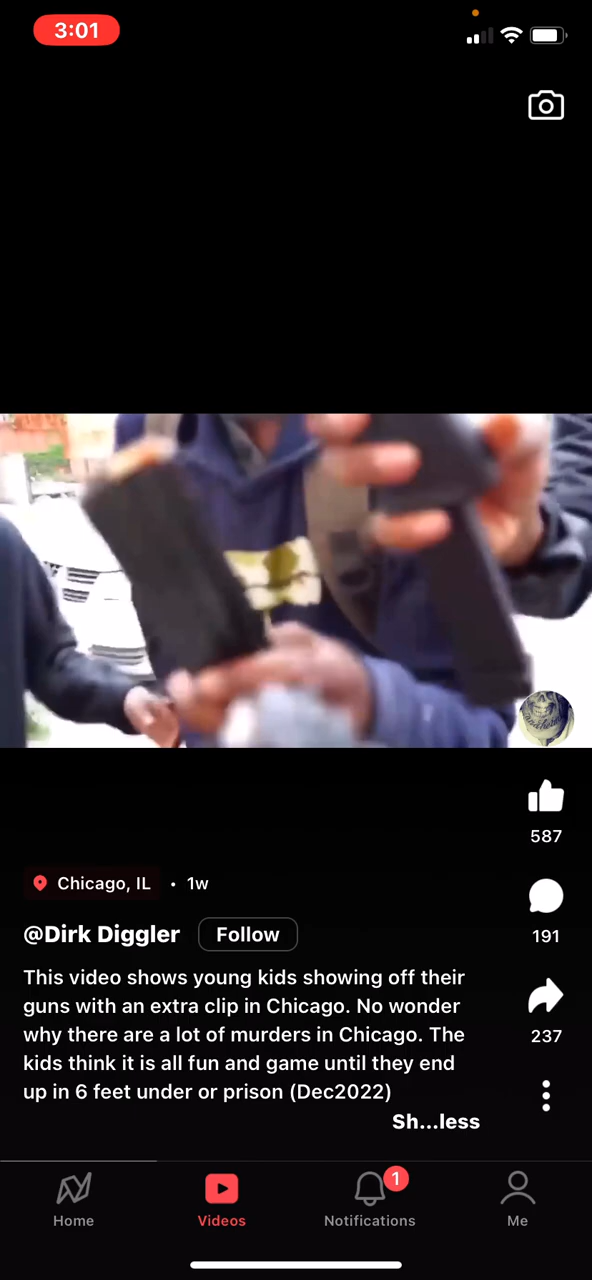 3:01
Chicago, IL • 1w
@Dirk Diggler Follow
This video shows young kids showing off their
guns with an extra clip in Chicago. No wonder
why there are a lot of murders in Chicago. The
kids think it is all fun and game until they end
up in 6 feet under or prison (Dec2022)
Sh...less
587
191
237
Home
Videos
1
Notifications
Me